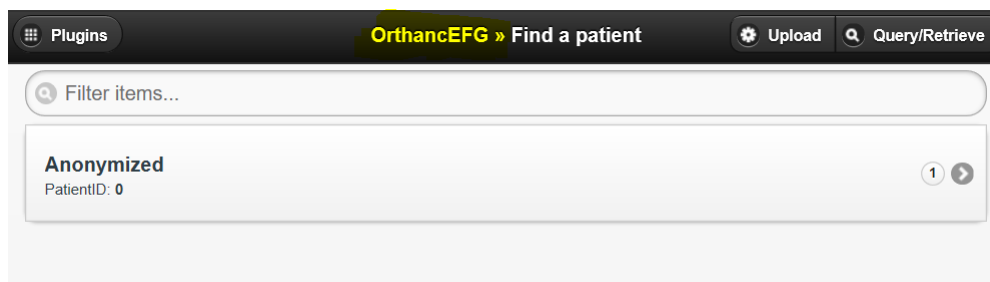 Plugins OrthancEFG » Find a patient Upload Query/Retrieve
Filter items...
Anonymized
PatientID: 0
1